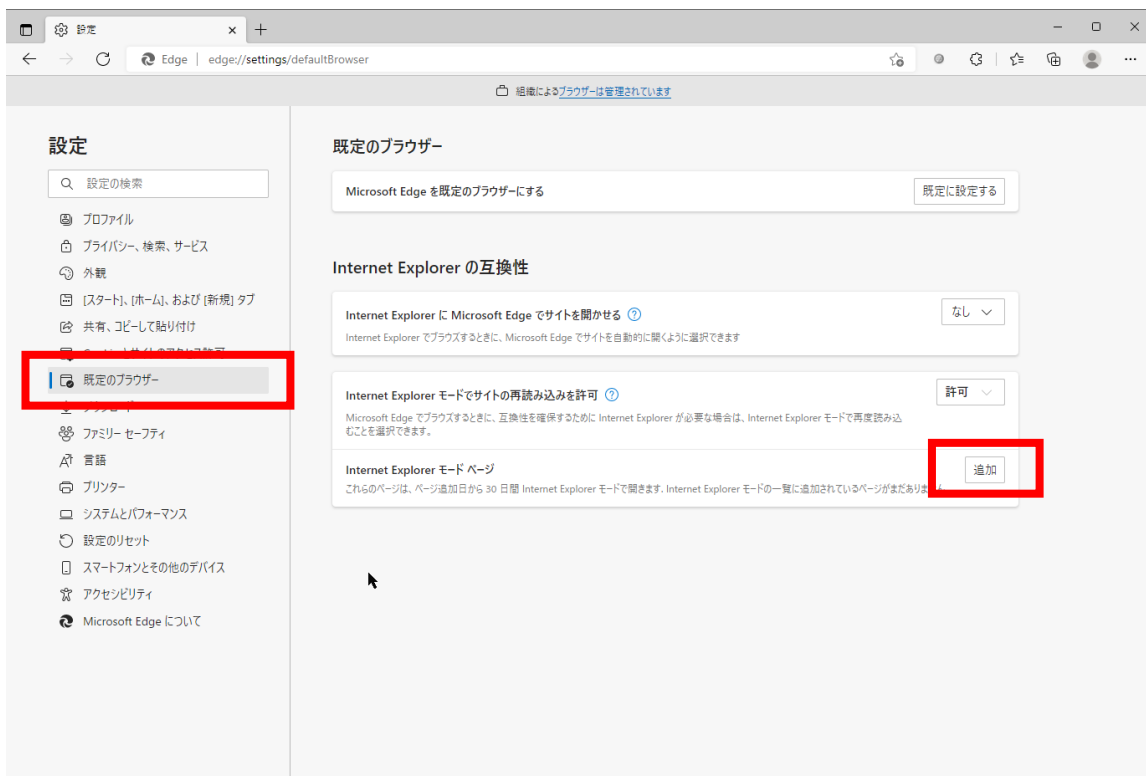 設定
Edge | edge://settings/defaultBrowser
組織によるブラウザーは管理されています
設定
設定の検索
プロファイル
プライバシー、検索、サービス
外観
[スタート]、[ホーム]、および [新規] タブ
共有、コピーして貼り付け
既定のブラウザー
ファミリー セーフティ
言語
プリンター
システムとパフォーマンス
設定のリセット
スマートフォンとその他のデバイス
アクセシビリティ
Microsoft Edge について
既定のブラウザー
Microsoft Edge を既定のブラウザーにする
既定に設定する
Internet Explorer の互換性
Internet Explorer に Microsoft Edge でサイトを開かせる
なし
Internet Explorer でブラウズするときに、Microsoft Edge でサイトを自動的に開くように選択できます
Internet Explorer モードでサイトの再読み込みを許可
許可
Microsoft Edge でブラウズするときに、互換性を確保するために Internet Explorer が必要な場合は、Internet Explorer モードで再度読み込
むことを選択できます。
Internet Explorer モード ページ
追加
これらのページは、ページ追加日から 30 日間 Internet Explorer モードで開きます. Internet Explorer モードの一覧に追加されているページがまだありま